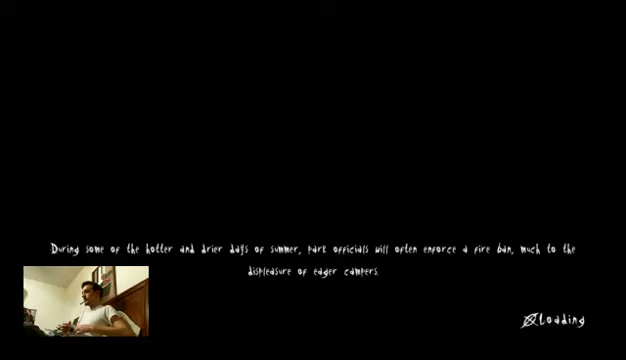 During some of the hotter and drier days of summer, park officials will often enforce a fire ban, much to the
displeasure of eager campers.
Loading